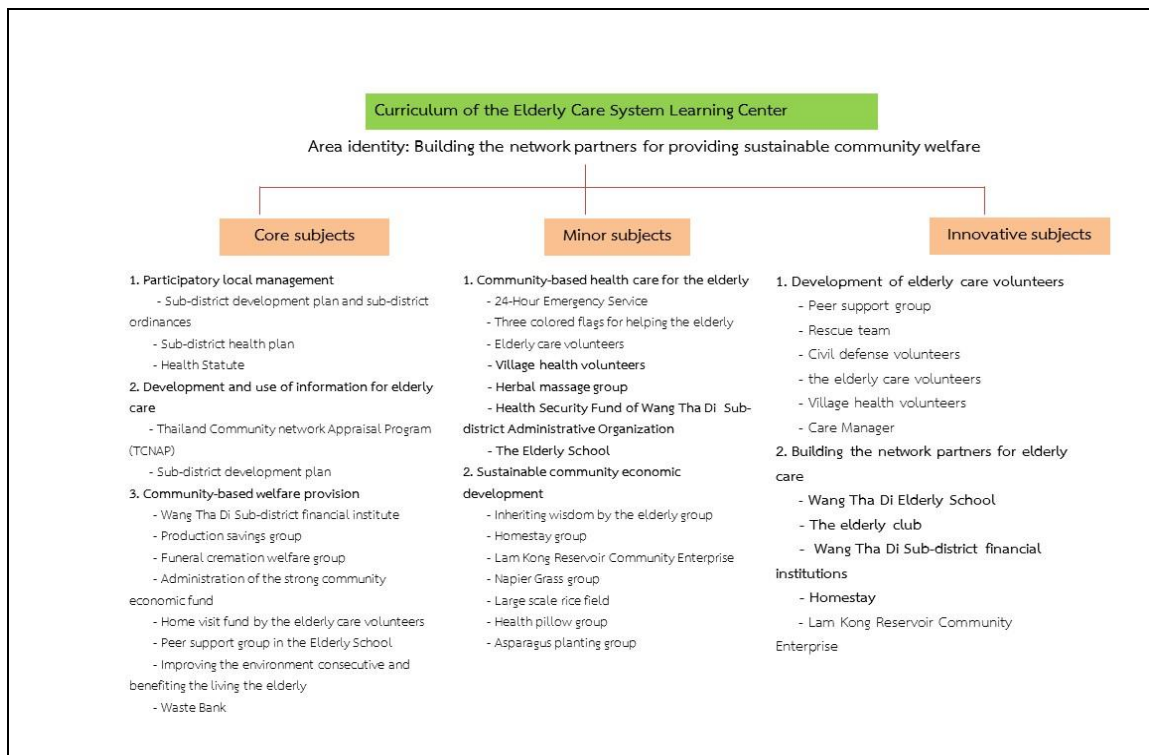 Curriculum of the Elderly Care System Learning Center
Area identity: Building the network partners for providing sustainable community welfare
Core subjects
1. Participatory local management
- Sub-district development plan and sub-district
ordinances
- Sub-district health plan
- Health Statute
2. Development and use of information for elderly
care
- Thailand Community network Appraisal Program
(TCNAP)
- Sub-district development plan
3. Community-based welfare provision
- Wang Tha Di Sub-district financial institute
- Production savings group
- Funeral cremation welfare group
- Administration of the strong community
economic fund
- Home visit fund by the elderly care volunteers
- Peer support group in the Elderly School
- Improving the environment consecutive and
benefiting the living the elderly
- Waste Bank
Minor subjects
1. Community-based health care for the elderly
- 24-Hour Emergency Service
- Three colored flags for helping the elderly
- Elderly care volunteers
- Village health volunteers
- Herbal massage group
- Health Security Fund of Wang Tha Di Sub-
district Administrative Organization
- The Elderly School
2. Sustainable community economic
development
- Inheriting wisdom by the elderly group
- Homestay group
- Lam Kong Reservoir Community Enterprise
- Napier Grass group
- Large scale rice field
- Health pillow group
- Asparagus planting group
Innovative subjects
1. Development of elderly care volunteers
- Peer support group
- Rescue team
- Civil defense volunteers
- the elderly care volunteers
- Village health volunteers
- Care Manager
2. Building the network partners for elderly
care
- Wang Tha Di Elderly School
- The elderly club
- Wang Tha Di Sub-district financial
institutions
- Homestay
- Lam Kong Reservoir Community
Enterprise